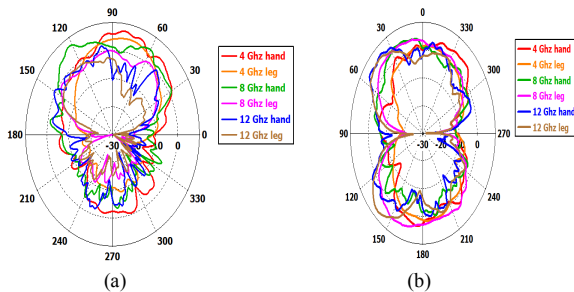 90
120
60
150
30
180
0
-30
-20
-10
0
210
330
240
300
270
4 Ghz hand
4 Ghz leg
8 Ghz hand
8 Ghz leg
12 Ghz hand
12 Ghz leg
(a)
0
30
60
300
90
270
-30
-20
0
120
240
150
210
180
4 Ghz hand
4 Ghz leg
8 Ghz hand
8 Ghz leg
12 Ghz hand
12 Ghz leg
(b)